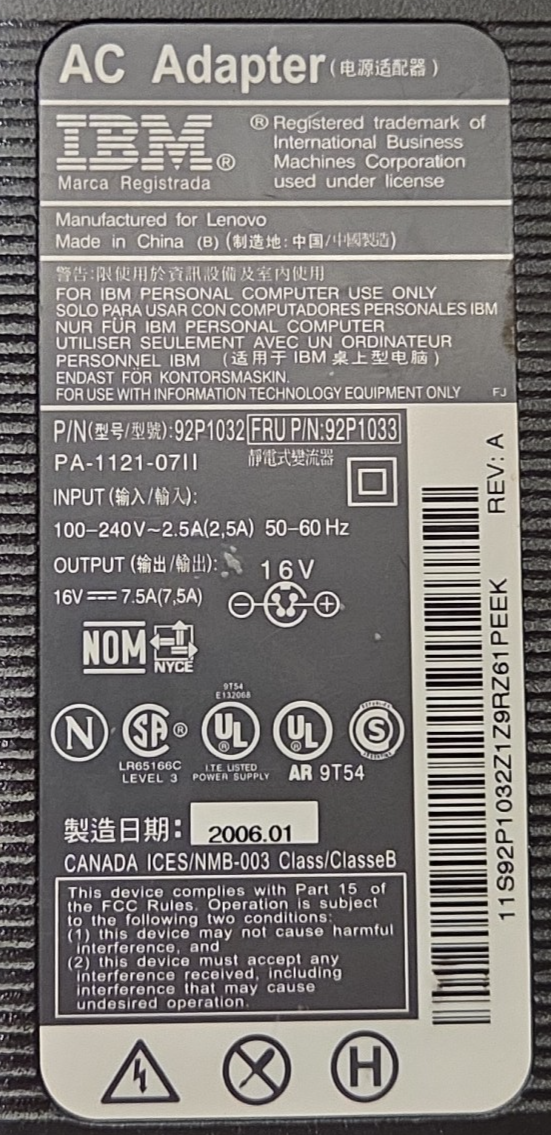 AC Adapter (电源适配器)
IBM®
Marca Registrada
® Registered trademark of
International Business
Machines Corporation
used under license
Manufactured for Lenovo
Made in China (B) (制造地:中国/中國製造)
警告:限使用於資訊設備及室內使用
FOR IBM PERSONAL COMPUTER USE ONLY
SOLO PARA USAR CON COMPUTADORES PERSONALES IBM
NUR FÜR IBM PERSONAL COMPUTER
UTILISER SEULEMENT AVEC UN ORDINATEUR
PERSONNEL IBM (适用于 IBM 桌上型电脑)
ENDAST FÖR KONTORSMASKIN.
FOR USE WITH INFORMATION TECHNOLOGY EQUIPMENT ONLY FJ
P/N(型号/型號):92P1032 FRU P/N:92P1033
PA-1121-07II 靜電式變流器
INPUT (输入/輸入):
100-240V~2.5A(2,5A) 50-60 Hz
OUTPUT (输出/輸出): 16V
16V⎓7.5A(7,5A)
NOM NYCE
9T54
E132068
N SA ® UL UL S
LR65166C
LEVEL 3
I.T.E. LISTED
POWER SUPPLY
AR 9T54
製造日期: 2006.01
CANADA ICES/NMB-003 Class/ClasseB
This device complies with Part 15 of
the FCC Rules. Operation is subject
to the following two conditions:
(1) this device may not cause harmful
interference, and
(2) this device must accept any
interference received, including
interference that may cause
undesired operation.
H
REV: A
11S92P1032Z1Z9RZ61PEEK